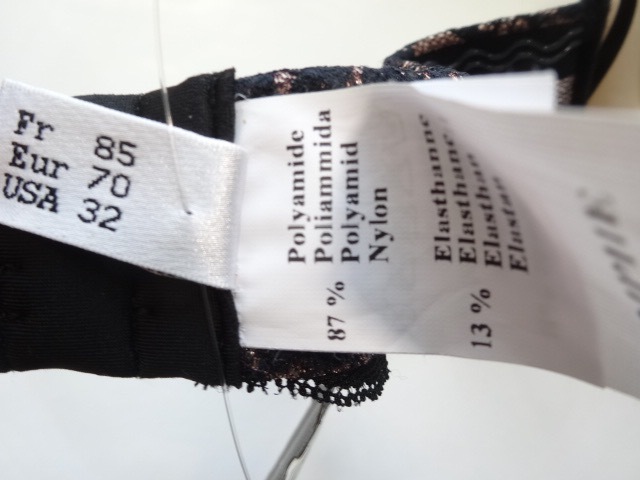 Fr 85
Eur 70
USA 32
87 % Polyamide
Poliammida
Polyamid
Nylon
13 % Elasthanne
Elasthan
Elasthan
Elastan